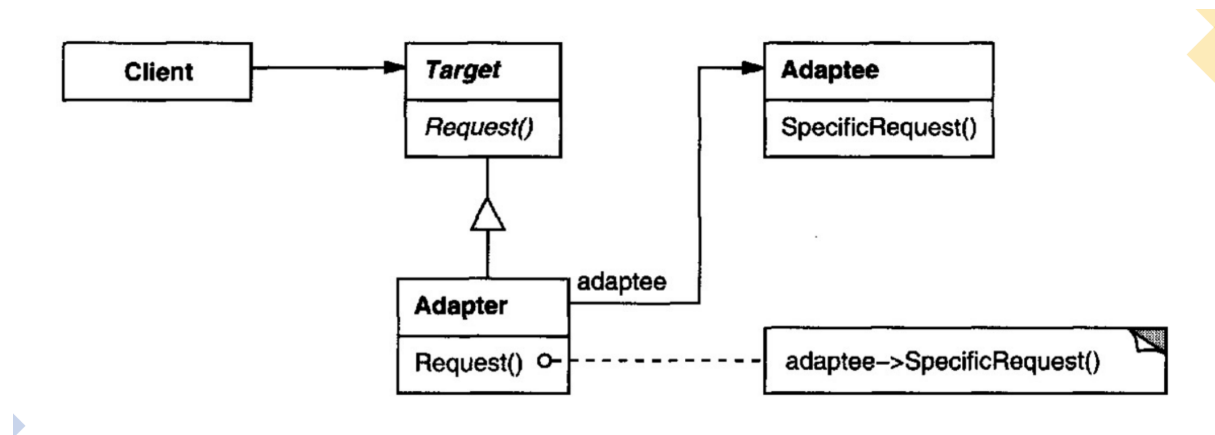 Client
Target
Request()
Adaptee
SpecificRequest()
adaptee
Adapter
Request()
adaptee–>SpecificRequest()